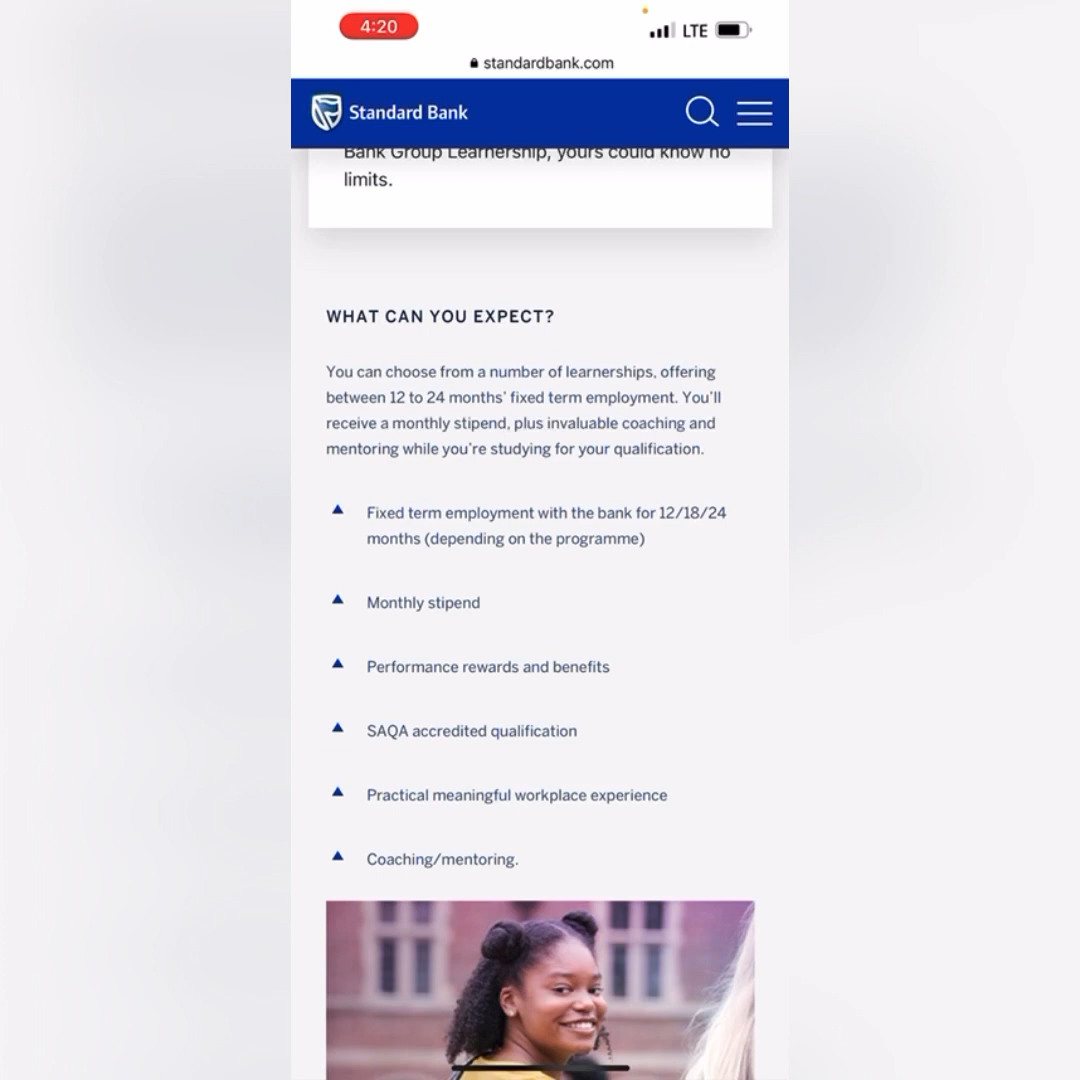 4:20
LTE
standardbank.com
Standard Bank
Bank Group Learnership, yours could know no
limits.
WHAT CAN YOU EXPECT?
You can choose from a number of learnerships, offering
between 12 to 24 months' fixed term employment. You'll
receive a monthly stipend, plus invaluable coaching and
mentoring while you're studying for your qualification.
Fixed term employment with the bank for 12/18/24
months (depending on the programme)
Monthly stipend
Performance rewards and benefits
SAQA accredited qualification
Practical meaningful workplace experience
Coaching/mentoring.